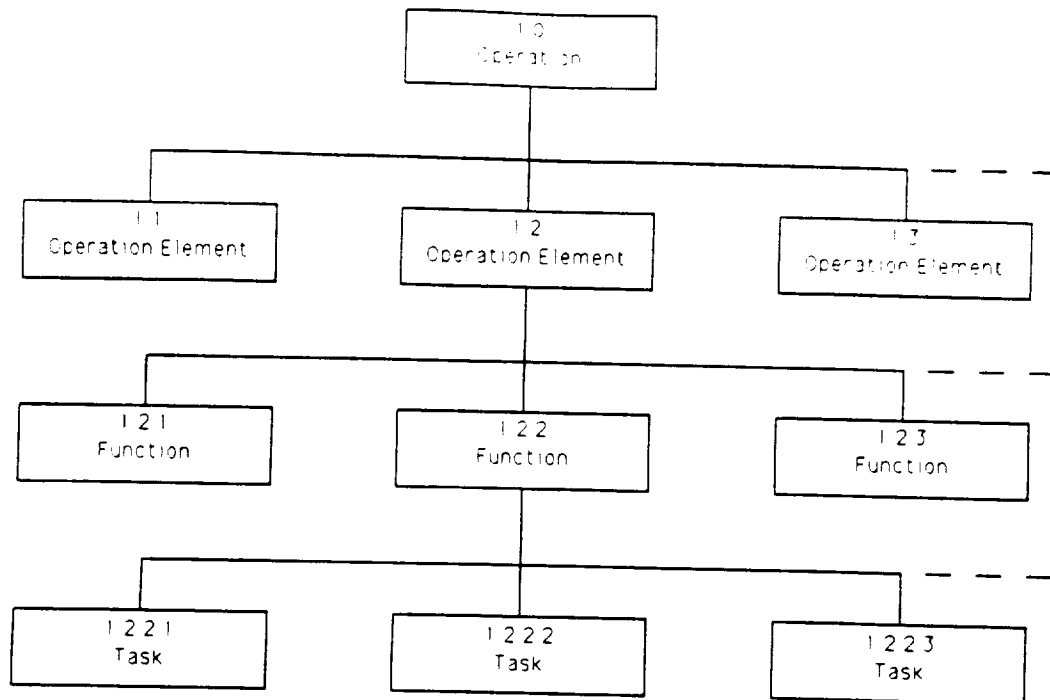 1 0
Operation
1 1
Operation Element
1 2
Operation Element
1 3
Operation Element
1 2 1
Function
1 2 2
Function
1 2 3
Function
1 2 2 1
Task
1 2 2 2
Task
1 2 2 3
Task